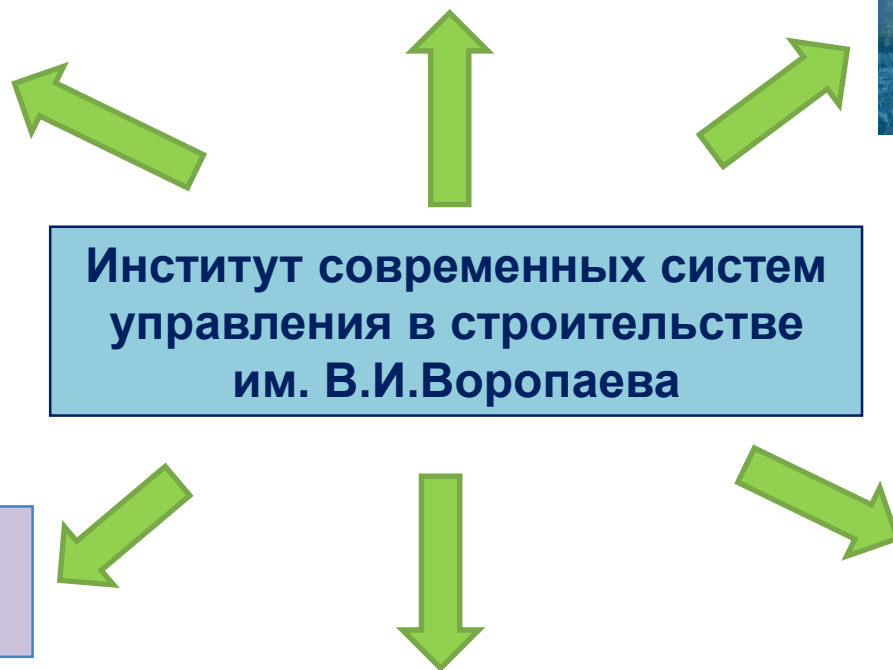 Институт современных систем
управления в строительстве
им. В.И.Воропаева